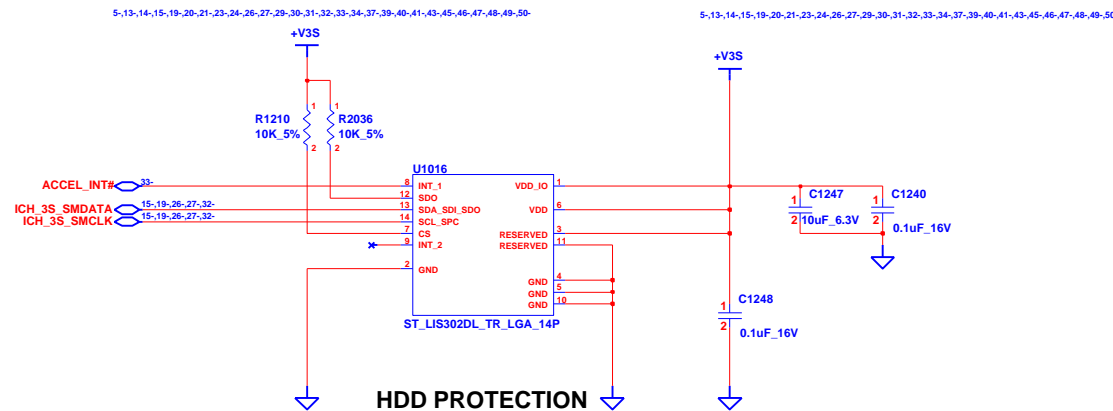 5-,13-,14-,15-,19-,20-,21-,23-,24-,26-,27-,29-,30-,31-,32-,33-,34-,37-,39-,40-,41-,43-,45-,46-,47-,48-,49-,50-
5-,13-,14-,15-,19-,20-,21-,23-,24-,26-,27-,29-,30-,31-,32-,33-,34-,37-,39-,40-,41-,43-,45-,46-,47-,48-,49-,50
+V3S
+V3S
1
1
R1210
10K_5%
R2036
10K_5%
2
2
U1016
ACCEL_INT#
33-
8
INT_1
VDD_IO
1
12
SDO
ICH_3S_SMDATA
15-,19-,26-,27-,32-
13
SDA_SDI_SDO
VDD
6
ICH_3S_SMCLK
15-,19-,26-,27-,32-
14
SCL_SPC
7
CS
RESERVED
3
9
INT_2
RESERVED
11
2
GND
GND
4
GND
5
GND
10
ST_LIS302DL_TR_LGA_14P
C1247
1
2
10uF_6.3V
C1240
1
2
0.1uF_16V
C1248
1
2
0.1uF_16V
HDD PROTECTION